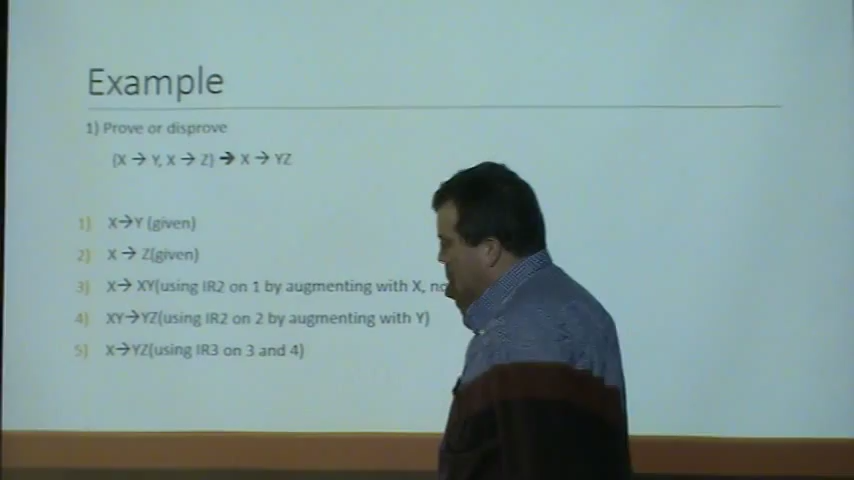 Example
1) Prove or disprove
{X → Y, X → Z} → X → YZ
1) X→Y (given)
2) X → Z(given)
3) X→ XY(using IR2 on 1 by augmenting with X,
4) XY→YZ(using IR2 on 2 by augmenting with Y)
5) X→YZ(using IR3 on 3 and 4)